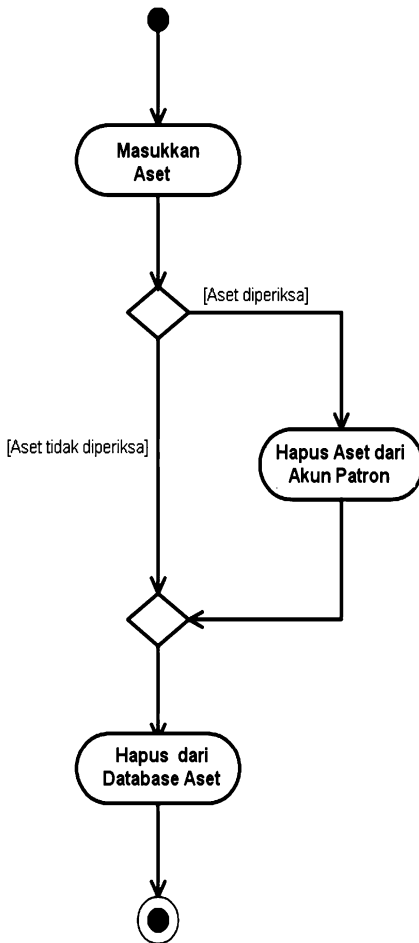 Masukkan
Aset
[Aset diperiksa]
[Aset tidak diperiksa]
Hapus Aset dari
Akun Patron
Hapus dari
Database Aset